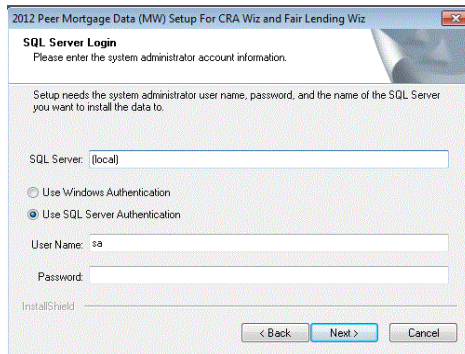 2012 Peer Mortgage Data (MW) Setup For CRA Wiz and Fair Lending Wiz
SQL Server Login
Please enter the system administrator account information.
Setup needs the system administrator user name, password, and the name of the SQL Server
you want to install the data to.
SQL Server: (local)
Use Windows Authentication
Use SQL Server Authentication
User Name: sa
Password:
InstallShield
< Back Next > Cancel